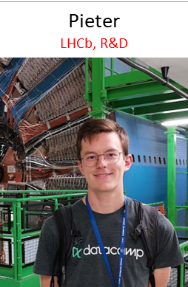 Pieter
LHCb, R&D
datacamp